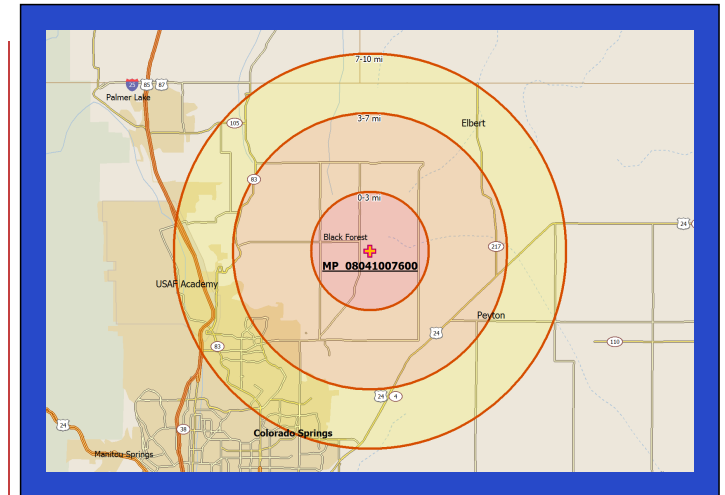 7-10 mi
25 85 87
Palmer Lake
3-7 mi
105
Elbert
83
0-3 mi
24
Black Forest
217
MP 08041007600
USAF Academy
Peyton
24
83
110
24 4
24
38
Colorado Springs
Manitou Springs